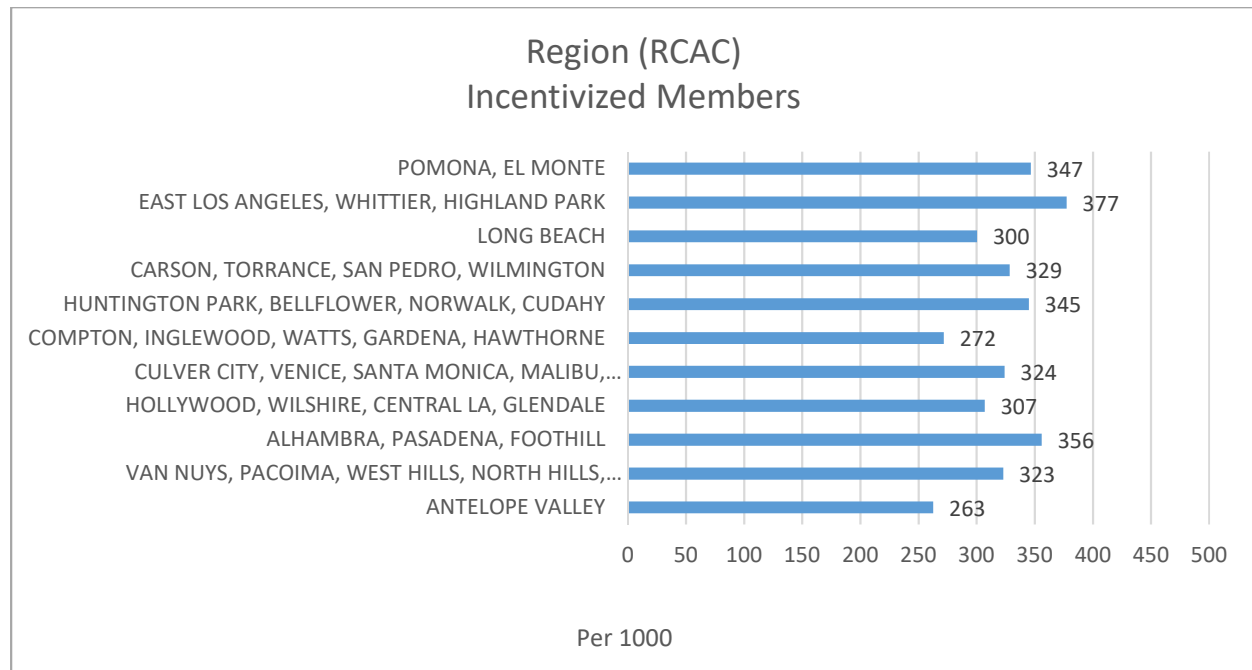 Region (RCAC)
Incentivized Members
POMONA, EL MONTE 347
EAST LOS ANGELES, WHITTIER, HIGHLAND PARK 377
LONG BEACH 300
CARSON, TORRANCE, SAN PEDRO, WILMINGTON 329
HUNTINGTON PARK, BELLFLOWER, NORWALK, CUDAHY 345
COMPTON, INGLEWOOD, WATTS, GARDENA, HAWTHORNE 272
CULVER CITY, VENICE, SANTA MONICA, MALIBU,... 324
HOLLYWOOD, WILSHIRE, CENTRAL LA, GLENDALE 307
ALHAMBRA, PASADENA, FOOTHILL 356
VAN NUYS, PACOIMA, WEST HILLS, NORTH HILLS,... 323
ANTELOPE VALLEY 263
0 50 100 150 200 250 300 350 400 450 500
Per 1000